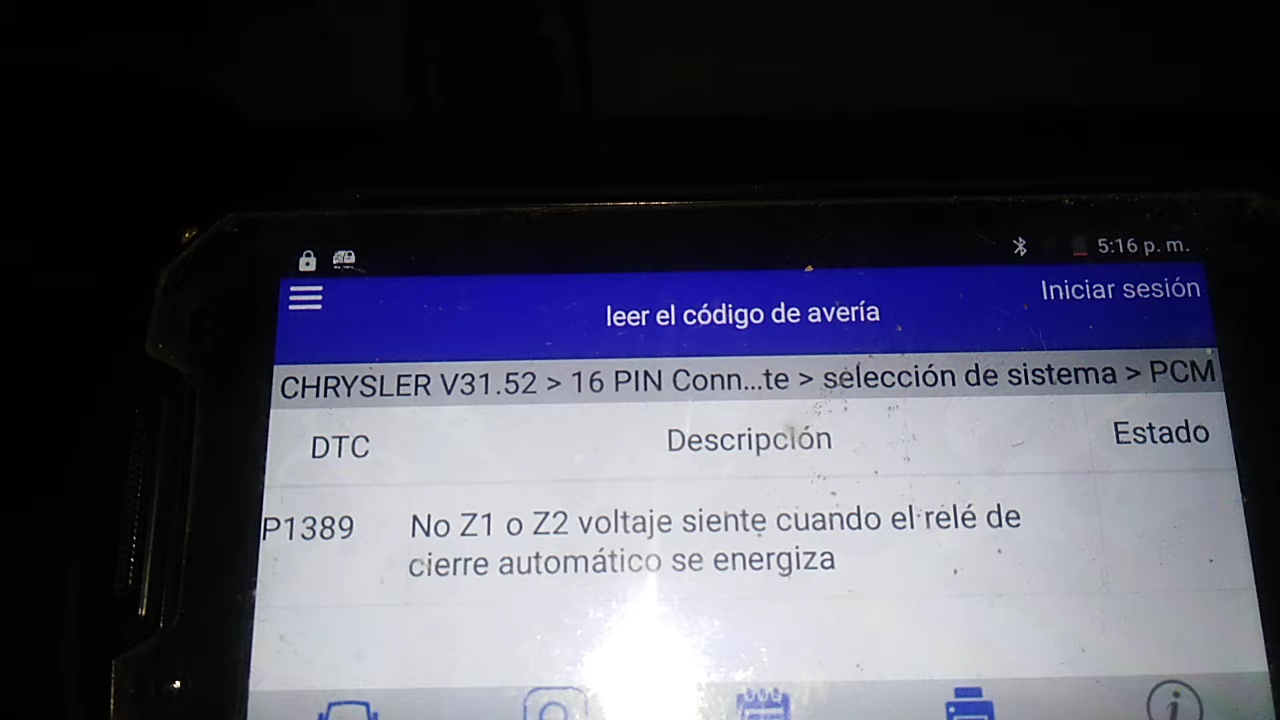 5:16 p. m.
Iniciar sesión
leer el código de avería
CHRYSLER V31.52 > 16 PIN Conn...te > selección de sistema > PCM
DTC Descripción Estado
P1389 No Z1 o Z2 voltaje siente cuando el relé de
cierre automático se energiza